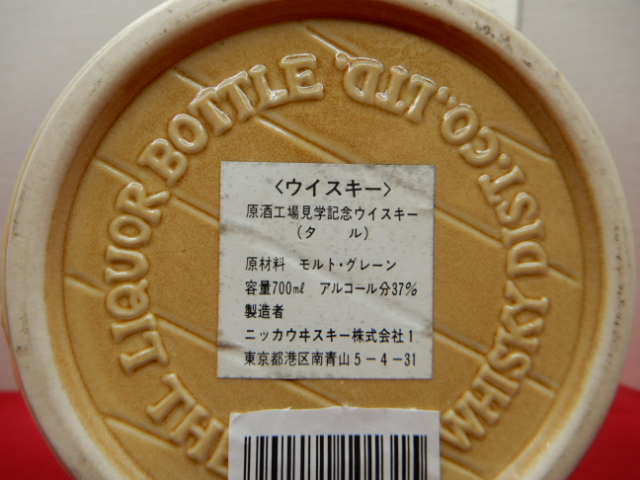 THE LIQUOR BOTTLE
WHISKY DIST. CO., LTD.
<ウイスキー>
原酒工場見学記念ウイスキー
(タル)
原材料 モルト・グレーン
容量700ml アルコール分37%
製造者
ニッカウヰスキー株式会社1
東京都港区南青山5-4-31